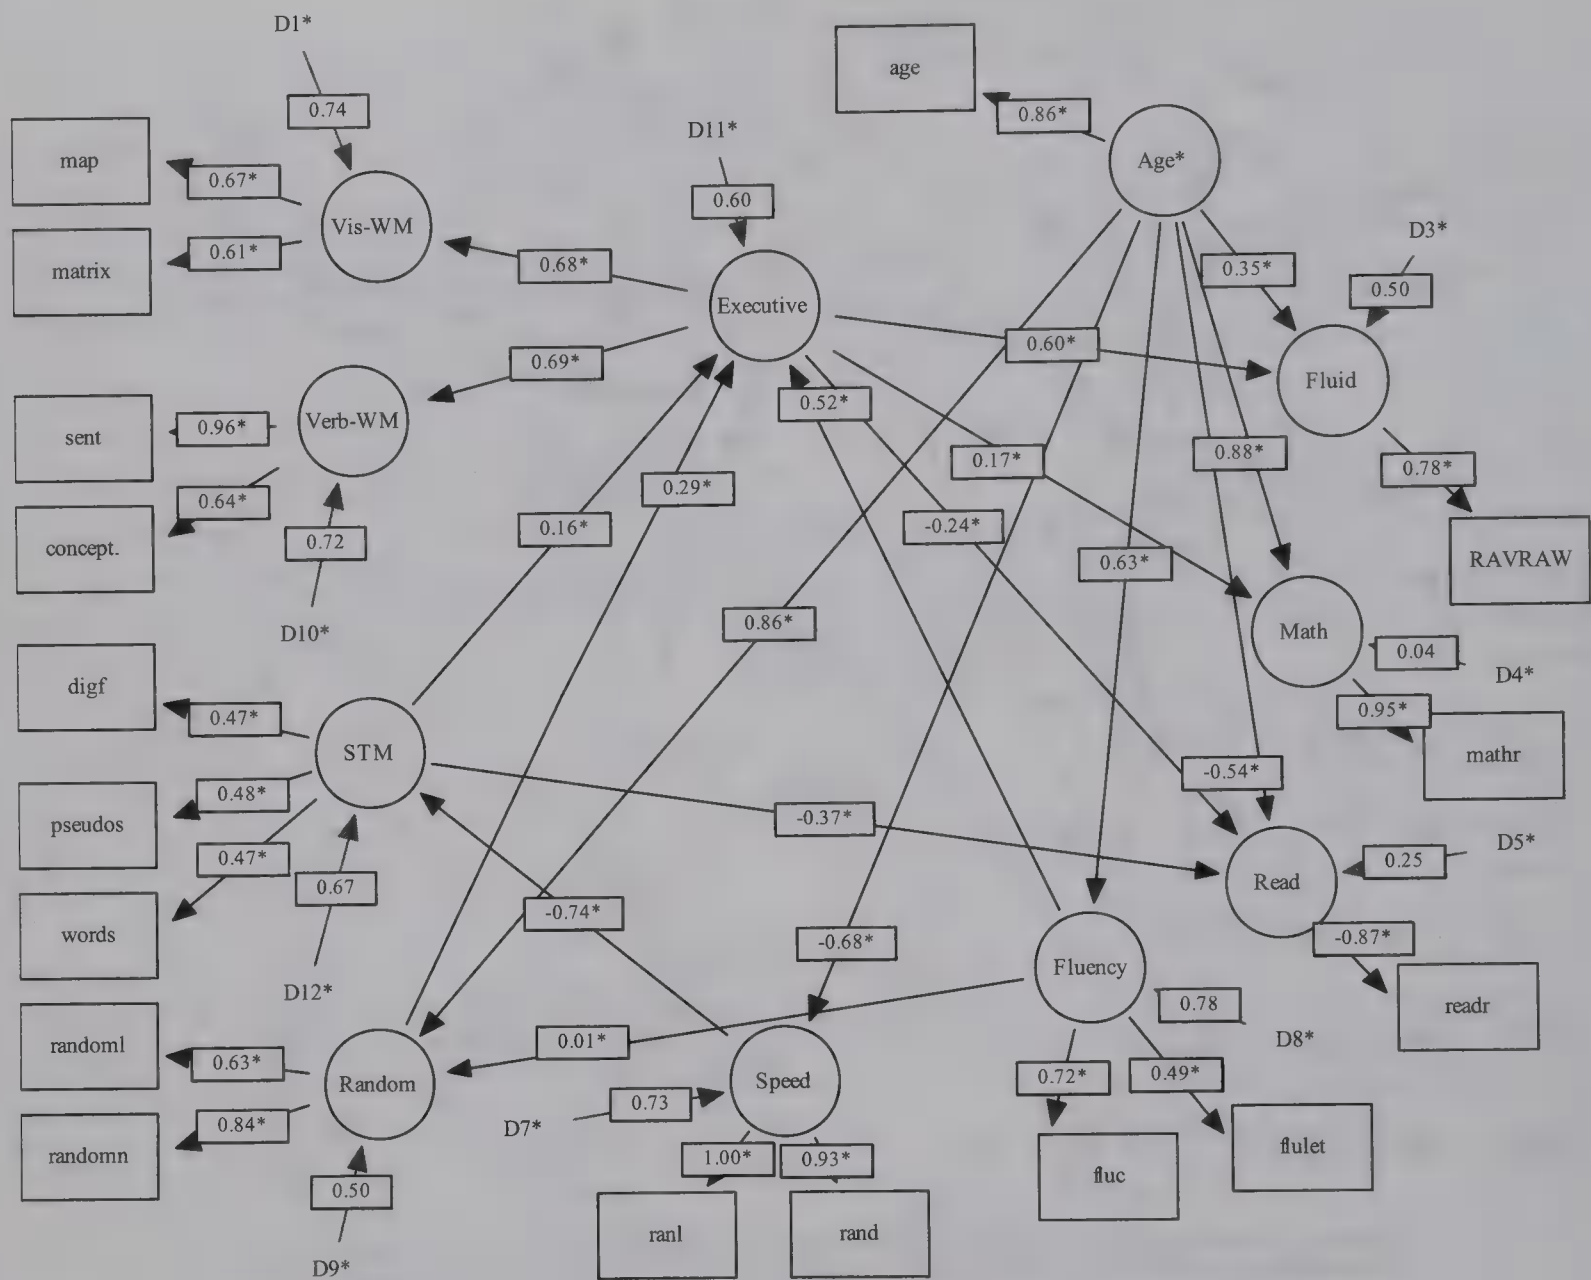 D1*
age
0.74
0.86*
map
D11*
0.67*
Age*
0.60
Vis-WM
D3*
0.61*
matrix
0.68*
0.35*
0.50
Executive
0.60*
0.69*
Fluid
0.52*
Verb-WM
0.96*
sent
0.88*
0.17*
0.78*
0.29*
0.64*
0.16*
-0.24*
concept.
0.72
0.63*
RAVRAW
0.86*
D10*
Math
0.04
D4*
digf
0.95*
0.47*
STM
mathr
-0.54*
0.48*
-0.37*
pseudos
D5*
0.47*
0.25
0.67
Read
-0.74*
words
-0.87*
-0.68*
Fluency
D12*
0.78
readr
D8*
randoml
0.01*
0.63*
Random
Speed
0.72*
0.49*
0.73
D7*
0.84*
randomn
1.00*
0.93*
flulet
fluc
0.50
ranl
rand
D9*